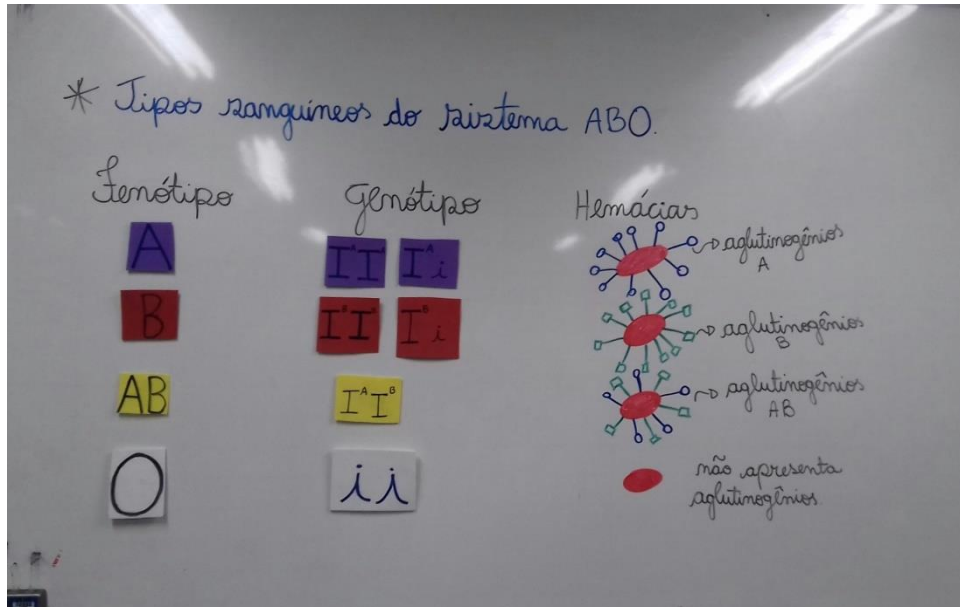 * Tipos sanguíneos do sistema ABO.
Fenótipo Genótipo Hemácias
A IᴬIᴬ Iᴬi aglutinogênios A
B IᴮIᴮ Iᴮi aglutinogênios B
AB IᴬIᴮ aglutinogênios AB
O ii não apresenta
aglutinogênios.